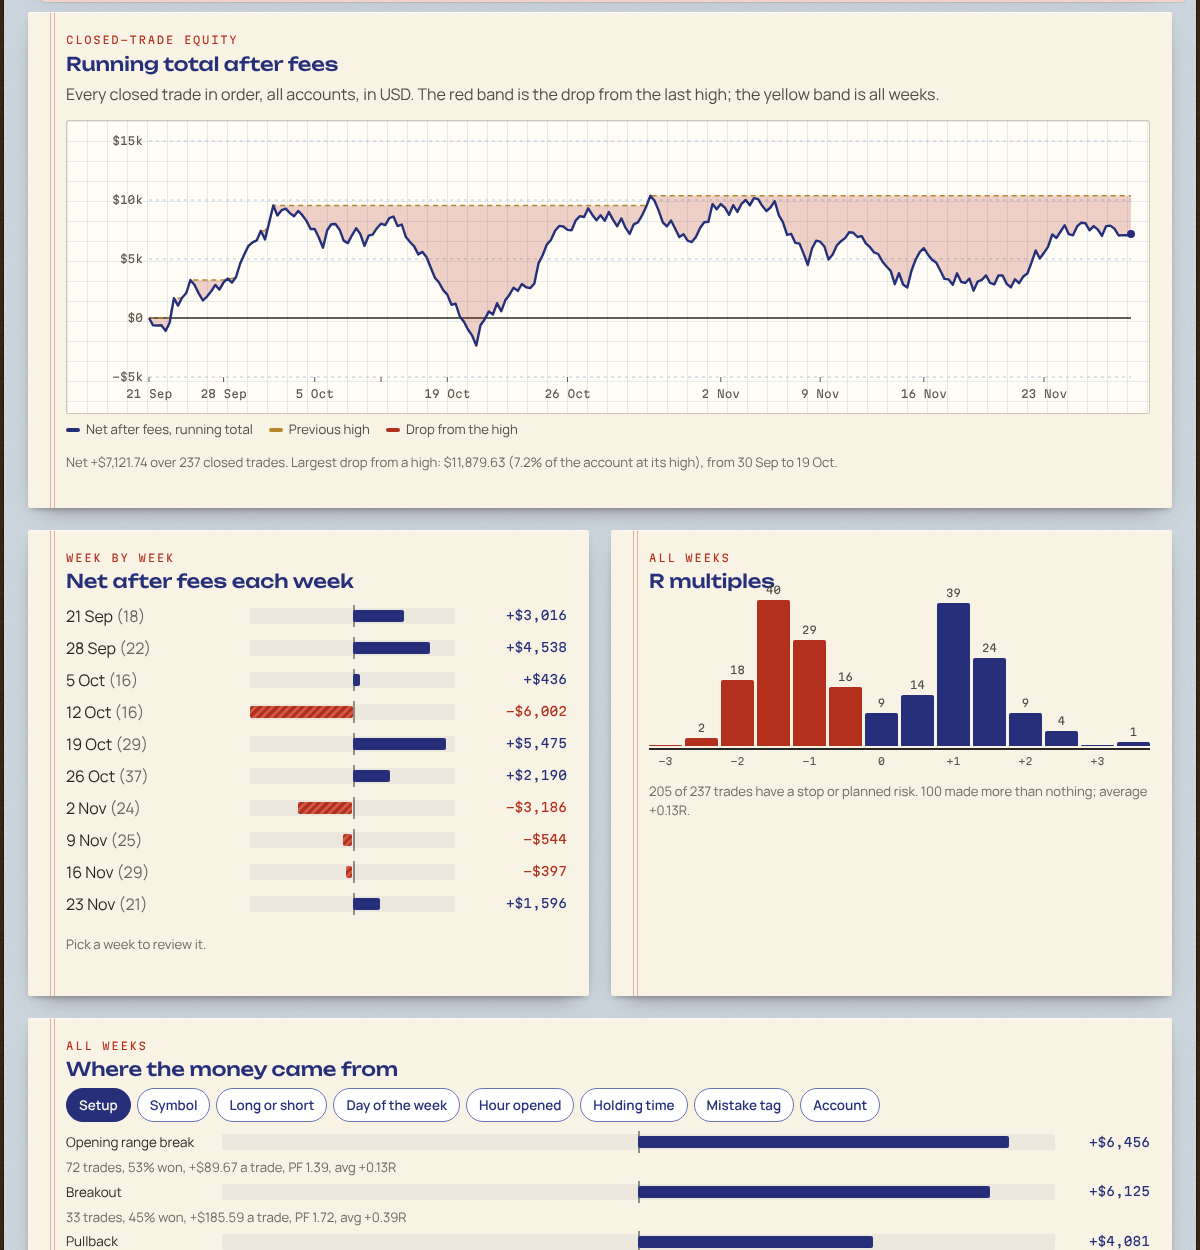 CLOSED-TRADE EQUITY
Running total after fees
Every closed trade in order, all accounts, in USD. The red band is the drop from the last high; the yellow band is all weeks.
$15k
$10k
$5k
$0
−$5k
21 Sep 28 Sep 5 Oct 19 Oct 26 Oct 2 Nov 9 Nov 16 Nov 23 Nov
Net after fees, running total Previous high Drop from the high
Net +$7,121.74 over 237 closed trades. Largest drop from a high: $11,879.63 (7.2% of the account at its high), from 30 Sep to 19 Oct.
WEEK BY WEEK
Net after fees each week
21 Sep (18) +$3,016
28 Sep (22) +$4,538
5 Oct (16) +$436
12 Oct (16) −$6,002
19 Oct (29) +$5,475
26 Oct (37) +$2,190
2 Nov (24) −$3,186
9 Nov (25) −$544
16 Nov (29) −$397
23 Nov (21) +$1,596
Pick a week to review it.
ALL WEEKS
R multiples
2 18 40 29 16 9 14 39 24 9 4 1
−3 −2 −1 0 +1 +2 +3
205 of 237 trades have a stop or planned risk. 100 made more than nothing; average
+0.13R.
ALL WEEKS
Where the money came from
Setup Symbol Long or short Day of the week Hour opened Holding time Mistake tag Account
Opening range break +$6,456
72 trades, 53% won, +$89.67 a trade, PF 1.39, avg +0.13R
Breakout +$6,125
33 trades, 45% won, +$185.59 a trade, PF 1.72, avg +0.39R
Pullback +$4,081